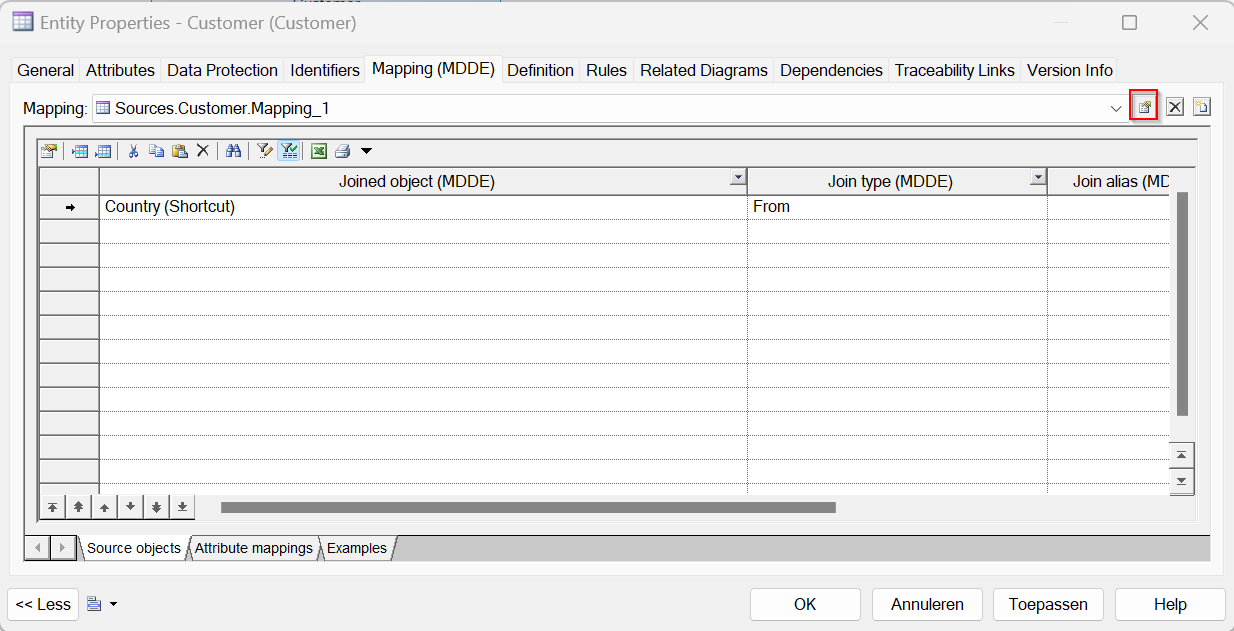 Entity Properties - Customer (Customer)
General Attributes Data Protection Identifiers Mapping (MDDE) Definition Rules Related Diagrams Dependencies Traceability Links Version Info
Mapping: Sources.Customer.Mapping_1
Joined object (MDDE) Join type (MDDE) Join alias (MD
Country (Shortcut) From
Source objects Attribute mappings Examples
<< Less OK Annuleren Toepassen Help